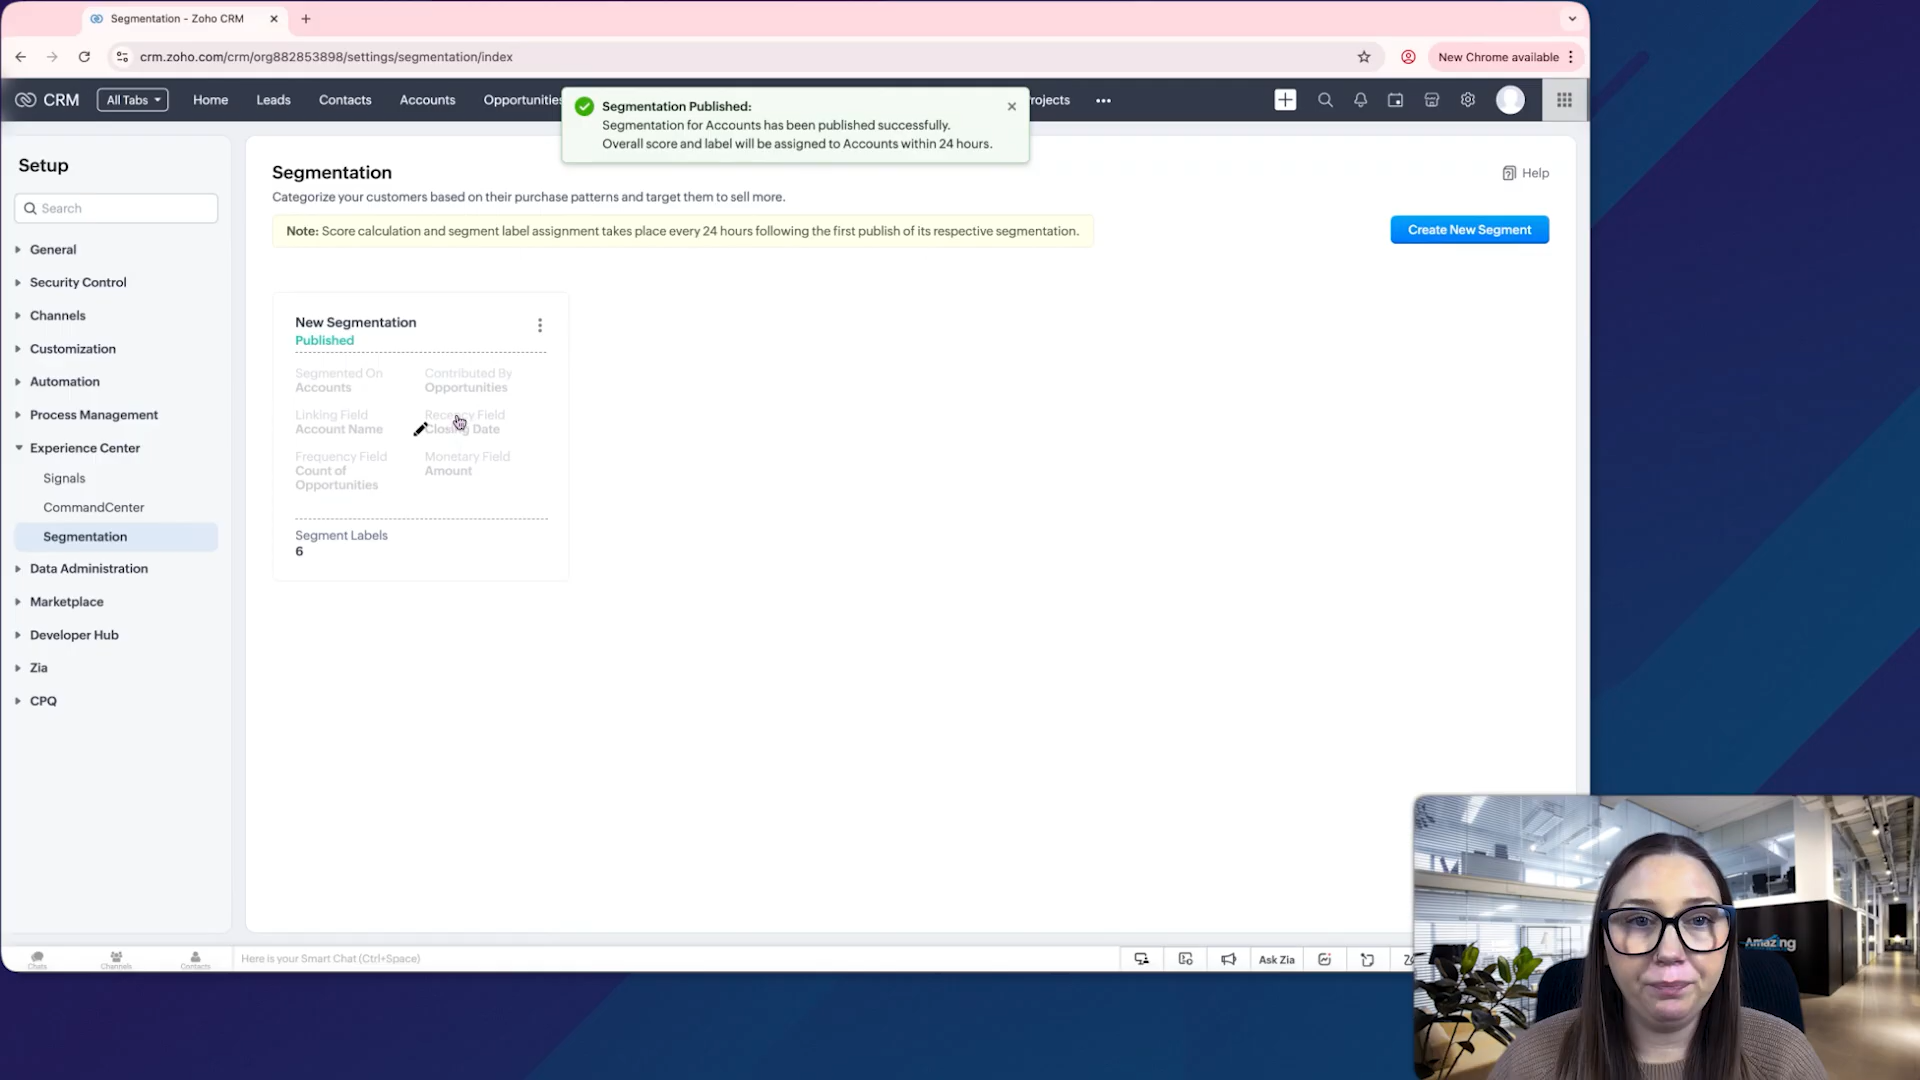 Segmentation - Zoho CRM
crm.zoho.com/crm/org882853898/settings/segmentation/index
New Chrome available
CRM
All Tabs
Home
Leads
Contacts
Accounts
Opportunities
rojects
Segmentation Published:
Segmentation for Accounts has been published successfully.
Overall score and label will be assigned to Accounts within 24 hours.
Setup
Search
General
Security Control
Channels
Customization
Automation
Process Management
Experience Center
Signals
CommandCenter
Segmentation
Data Administration
Marketplace
Developer Hub
Zia
CPQ
Segmentation
Help
Categorize your customers based on their purchase patterns and target them to sell more.
Note: Score calculation and segment label assignment takes place every 24 hours following the first publish of its respective segmentation.
Create New Segment
New Segmentation
Published
Segmented On
Accounts
Contributed By
Opportunities
Linking Field
Account Name
Recency Field
Closing Date
Frequency Field
Count of
Opportunities
Monetary Field
Amount
Segment Labels
6
Chats
Channels
Contacts
Here is your Smart Chat (Ctrl+Space)
Ask Zia
Amazing